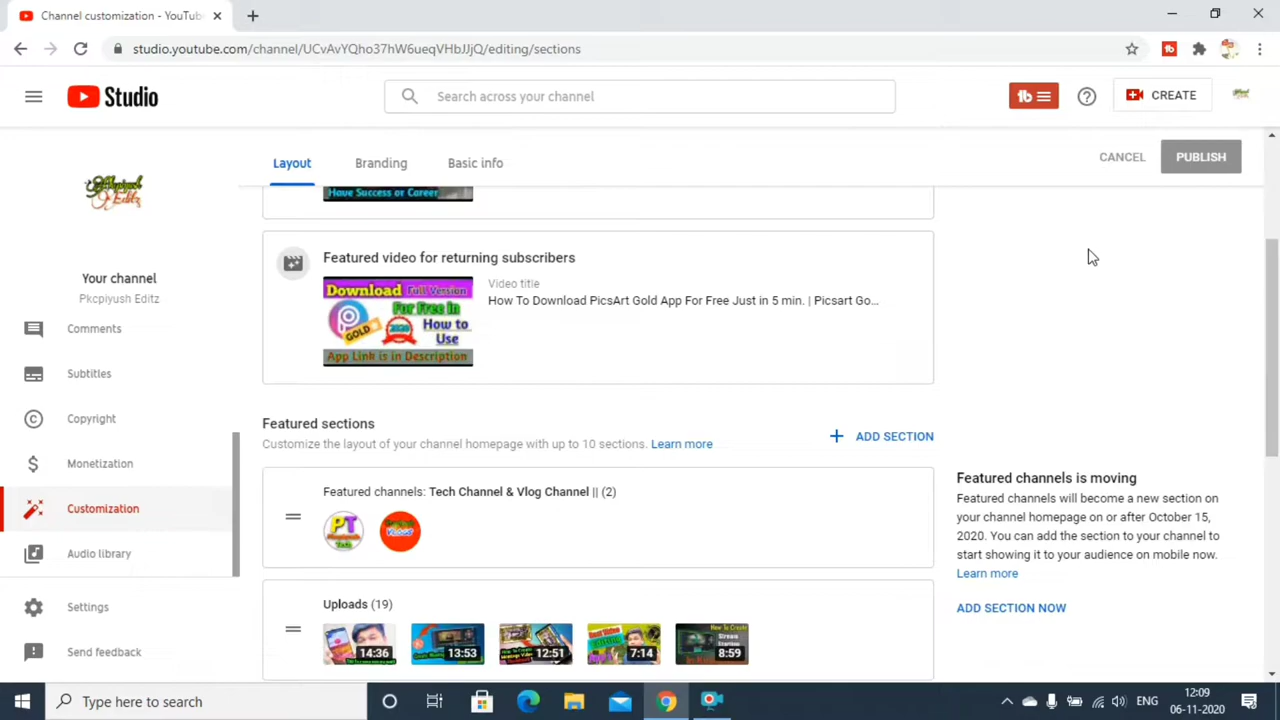 Channel customization - YouTub
studio.youtube.com/channel/UCvAvYQho37hW6ueqVHbJJjQ/editing/sections
Studio
Search across your channel
CREATE
Layout
Branding
Basic info
CANCEL
PUBLISH
Your channel
Pkcpiyush Editz
Comments
Subtitles
Copyright
Monetization
Customization
Audio library
Settings
Send feedback
Have Success or Career
Featured video for returning subscribers
Download Full Version
For Free in
GOLD
2020
How to
Use
App Link is in Description
Video title
How To Download PicsArt Gold App For Free Just in 5 min. | Picsart Go...
Featured sections
Customize the layout of your channel homepage with up to 10 sections. Learn more
ADD SECTION
Featured channels: Tech Channel & Vlog Channel || (2)
PT
Uploads (19)
14:36
13:53
12:51
7:14
8:59
Featured channels is moving
Featured channels will become a new section on
your channel homepage on or after October 15,
2020. You can add the section to your channel to
start showing it to your audience on mobile now.
Learn more
ADD SECTION NOW
Type here to search
ENG
12:09
06-11-2020